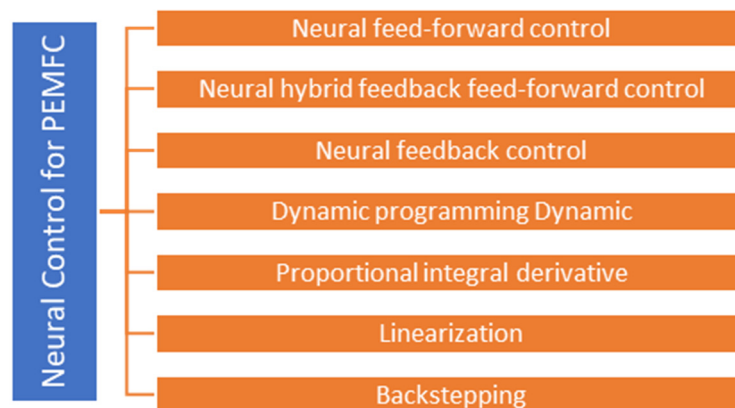 Neural Control for PEMFC
Neural feed-forward control
Neural hybrid feedback feed-forward control
Neural feedback control
Dynamic programming Dynamic
Proportional integral derivative
Linearization
Backstepping